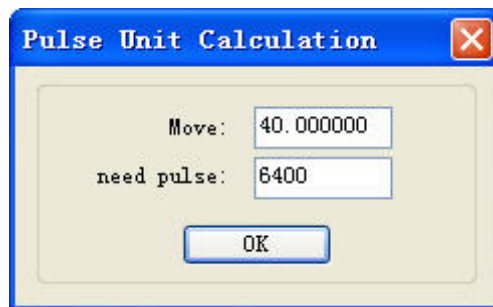 Pulse Unit Calculation
Move: 40.000000
need pulse: 6400
OK